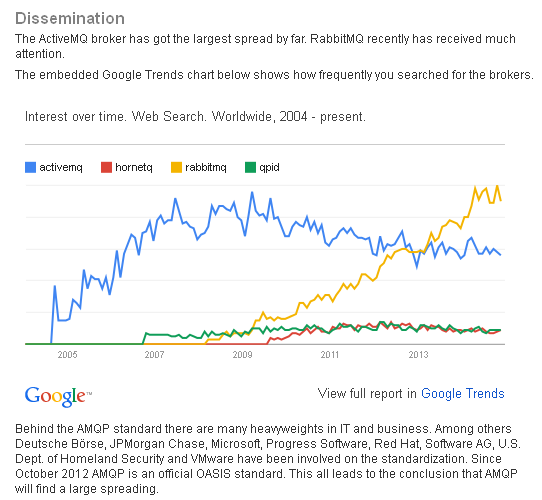 Dissemination
The ActiveMQ broker has got the largest spread by far. RabbitMQ recently has received much
attention.
The embedded Google Trends chart below shows how frequently you searched for the brokers.
Interest over time. Web Search. Worldwide, 2004 - present.
activemq hornetq rabbitmq qpid
2005 2007 2009 2011 2013
Google™ View full report in Google Trends
Behind the AMQP standard there are many heavyweights in IT and business. Among others
Deutsche Börse, JPMorgan Chase, Microsoft, Progress Software, Red Hat, Software AG, U.S.
Dept. of Homeland Security and VMware have been involved on the standardization. Since
October 2012 AMQP is an official OASIS standard. This all leads to the conclusion that AMQP
will find a large spreading.